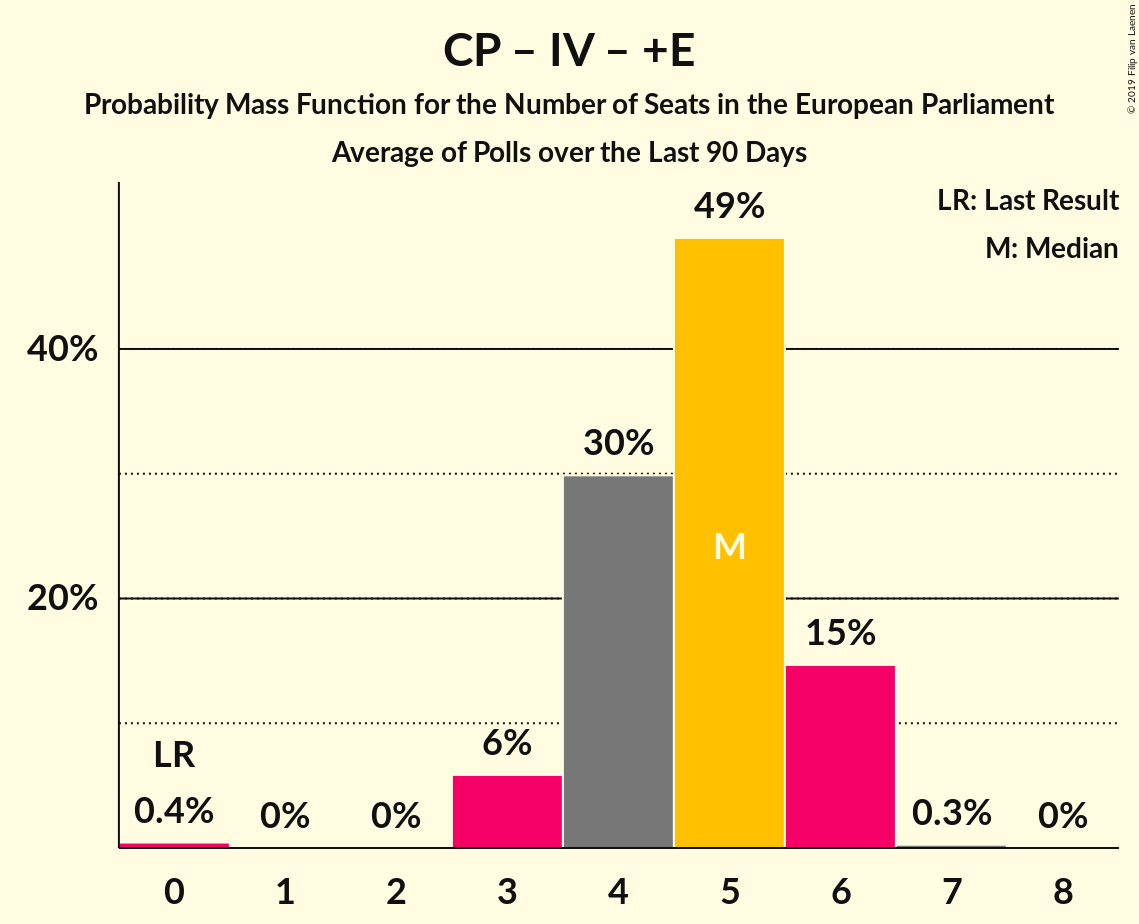 CP – IV – +E
Probability Mass Function for the Number of Seats in the European Parliament
Average of Polls over the Last 90 Days
© 2019 Filip van Laenen
LR: Last Result
M: Median
49%
40%
30%
M
20%
15%
LR
6%
0.4%
0%
0%
0.3%
0%
0 1 2 3 4 5 6 7 8